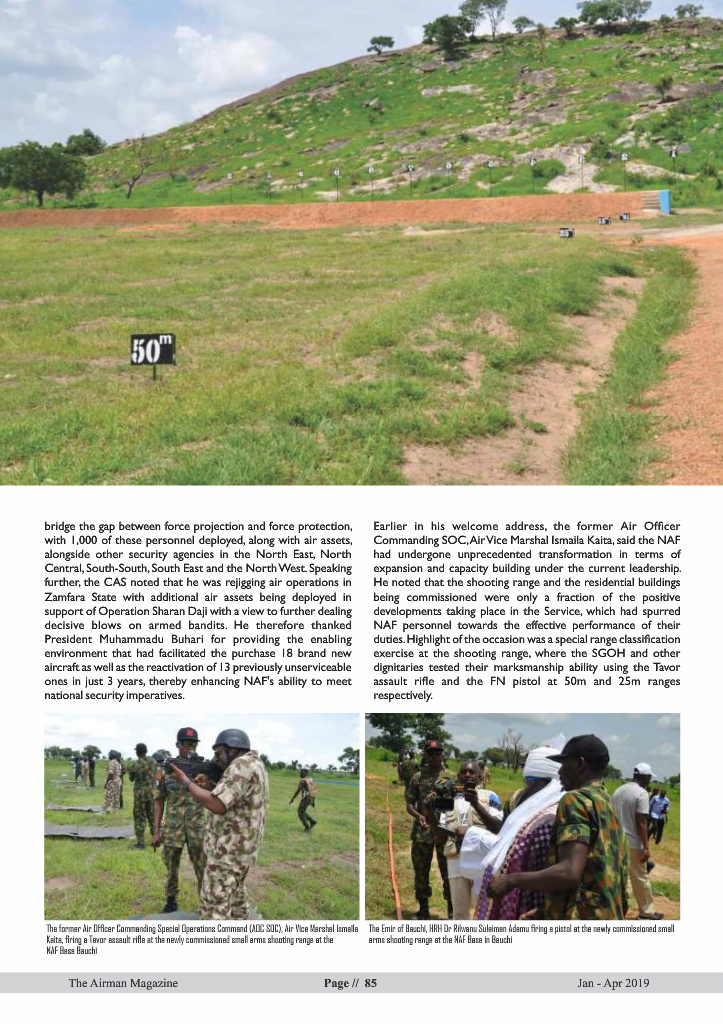 50m
25m
bridge the gap between force projection and force protection,
with 1,000 of these personnel deployed, along with air assets,
alongside other security agencies in the North East, North
Central, South-South, South East and the North West. Speaking
further, the CAS noted that he was rejigging air operations in
Zamfara State with additional air assets being deployed in
support of Operation Sharan Daji with a view to further dealing
decisive blows on armed bandits. He therefore thanked
President Muhammadu Buhari for providing the enabling
environment that had facilitated the purchase 18 brand new
aircraft as well as the reactivation of 13 previously unserviceable
ones in just 3 years, thereby enhancing NAF's ability to meet
national security imperatives.
Earlier in his welcome address, the former Air Officer
Commanding SOC, Air Vice Marshal Ismaila Kaita, said the NAF
had undergone unprecedented transformation in terms of
expansion and capacity building under the current leadership.
He noted that the shooting range and the residential buildings
being commissioned were only a fraction of the positive
developments taking place in the Service, which had spurred
NAF personnel towards the effective performance of their
duties. Highlight of the occasion was a special range classification
exercise at the shooting range, where the SGOH and other
dignitaries tested their marksmanship ability using the Tavor
assault rifle and the FN pistol at 50m and 25m ranges
respectively.
The former Air Officer Commanding Special Operations Command (AOC SOC), Air Vice Marshal Ismaila
Kaita, firing a Tavor assault rifle at the newly commissioned small arms shooting range at the
NAF Base Bauchi
The Emir of Bauchi, HRH Dr Rilwanu Suleiman Adamu firing a pistol at the newly commissioned small
arms shooting range at the NAF Base in Bauchi
The Airman Magazine
Page // 85
Jan - Apr 2019